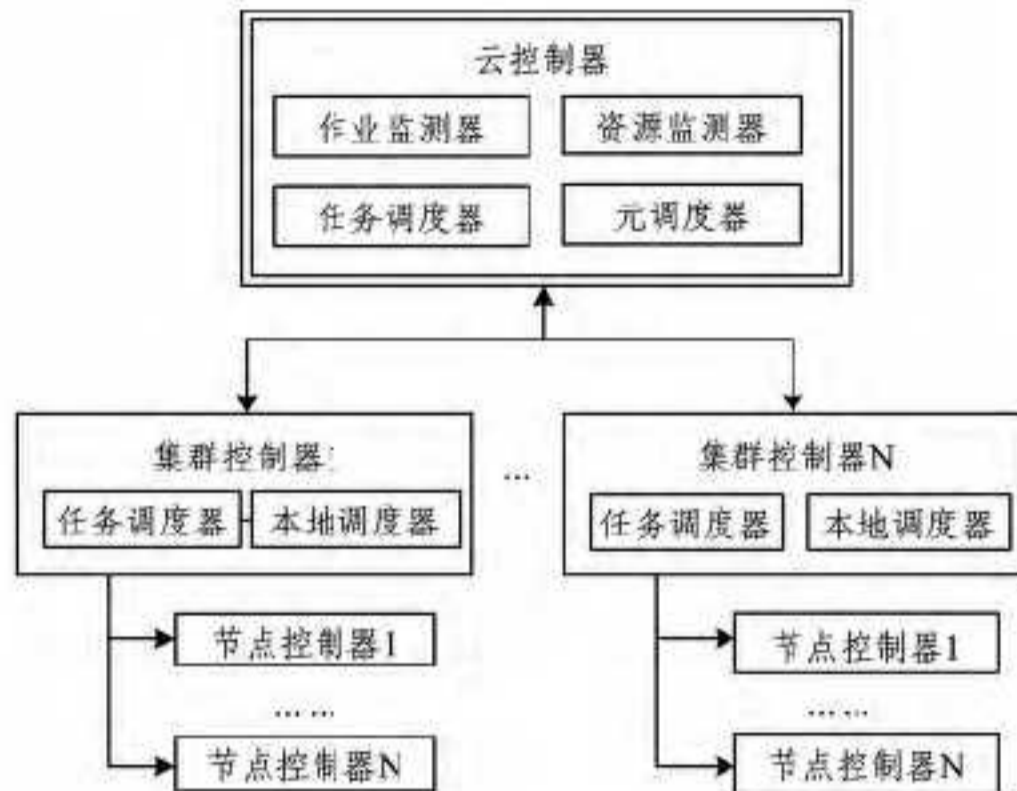 云控制器
作业监测器 资源监测器
任务调度器 元调度器
集群控制器 ... 集群控制器N
任务调度器 本地调度器 任务调度器 本地调度器
节点控制器1 节点控制器1
... ... ... ...
节点控制器N 节点控制器N